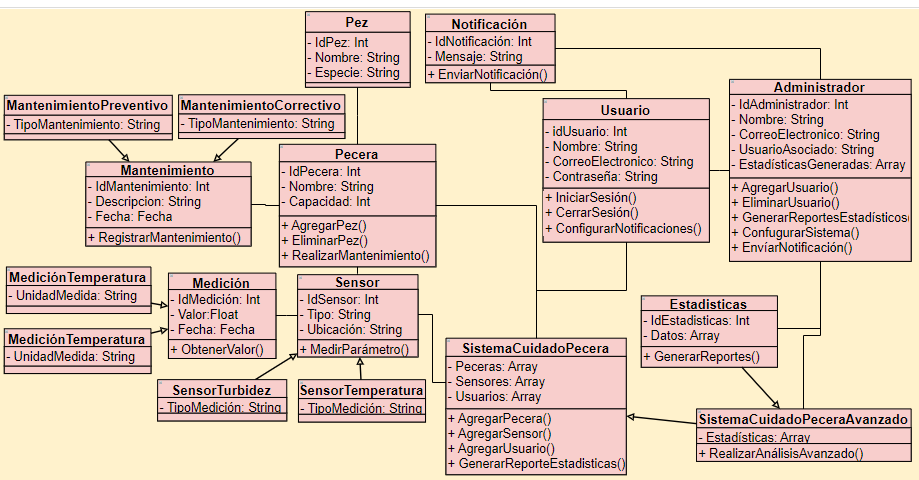 Pez
- IdPez: Int
- Nombre: String
- Especie: String
Notificación
- IdNotificación: Int
- Mensaje: String
+ EnviarNotificación()
MantenimientoPreventivo
- TipoMantenimiento: String
MantenimientoCorrectivo
- TipoMantenimiento: String
Usuario
- idUsuario: Int
- Nombre: String
- CorreoElectronico: String
- Contraseña: String
+ IniciarSesión()
+ CerrarSesión()
+ ConfigurarNotificaciones()
Administrador
- IdAdministrador: Int
- Nombre: String
- CorreoElectronico: String
- UsuarioAsociado: String
- EstadísticasGeneradas: Array
+ AgregarUsuario()
+ EliminarUsuario()
+ GenerarReportesEstadísticos(
+ ConfugurarSistema()
+ EnvíarNotificación()
Mantenimiento
- IdMantenimiento: Int
- Descripcion: String
- Fecha: Fecha
+ RegistrarMantenimiento()
Pecera
- IdPecera: Int
- Nombre: String
- Capacidad: Int
+ AgregarPez()
+ EliminarPez()
+ RealizarMantenimiento()
MediciónTemperatura
- UnidadMedida: String
MediciónTemperatura
- UnidadMedida: String
Medición
- IdMedición: Int
- Valor:Float
- Fecha: Fecha
+ ObtenerValor()
Sensor
- IdSensor: Int
- Tipo: String
- Ubicación: String
+ MedirParámetro()
SensorTurbidez
- TipoMedición: String
SensorTemperatura
- TipoMedición: String
SistemaCuidadoPecera
- Peceras: Array
- Sensores: Array
- Usuarios: Array
+ AgregarPecera()
+ AgregarSensor()
+ AgregarUsuario()
+ GenerarReporteEstadisticas()
Estadisticas
- IdEstadisticas: Int
- Datos: Array
+ GenerarReportes()
SistemaCuidadoPeceraAvanzado
- Estadísticas: Array
+ RealizarAnálisisAvanzado()